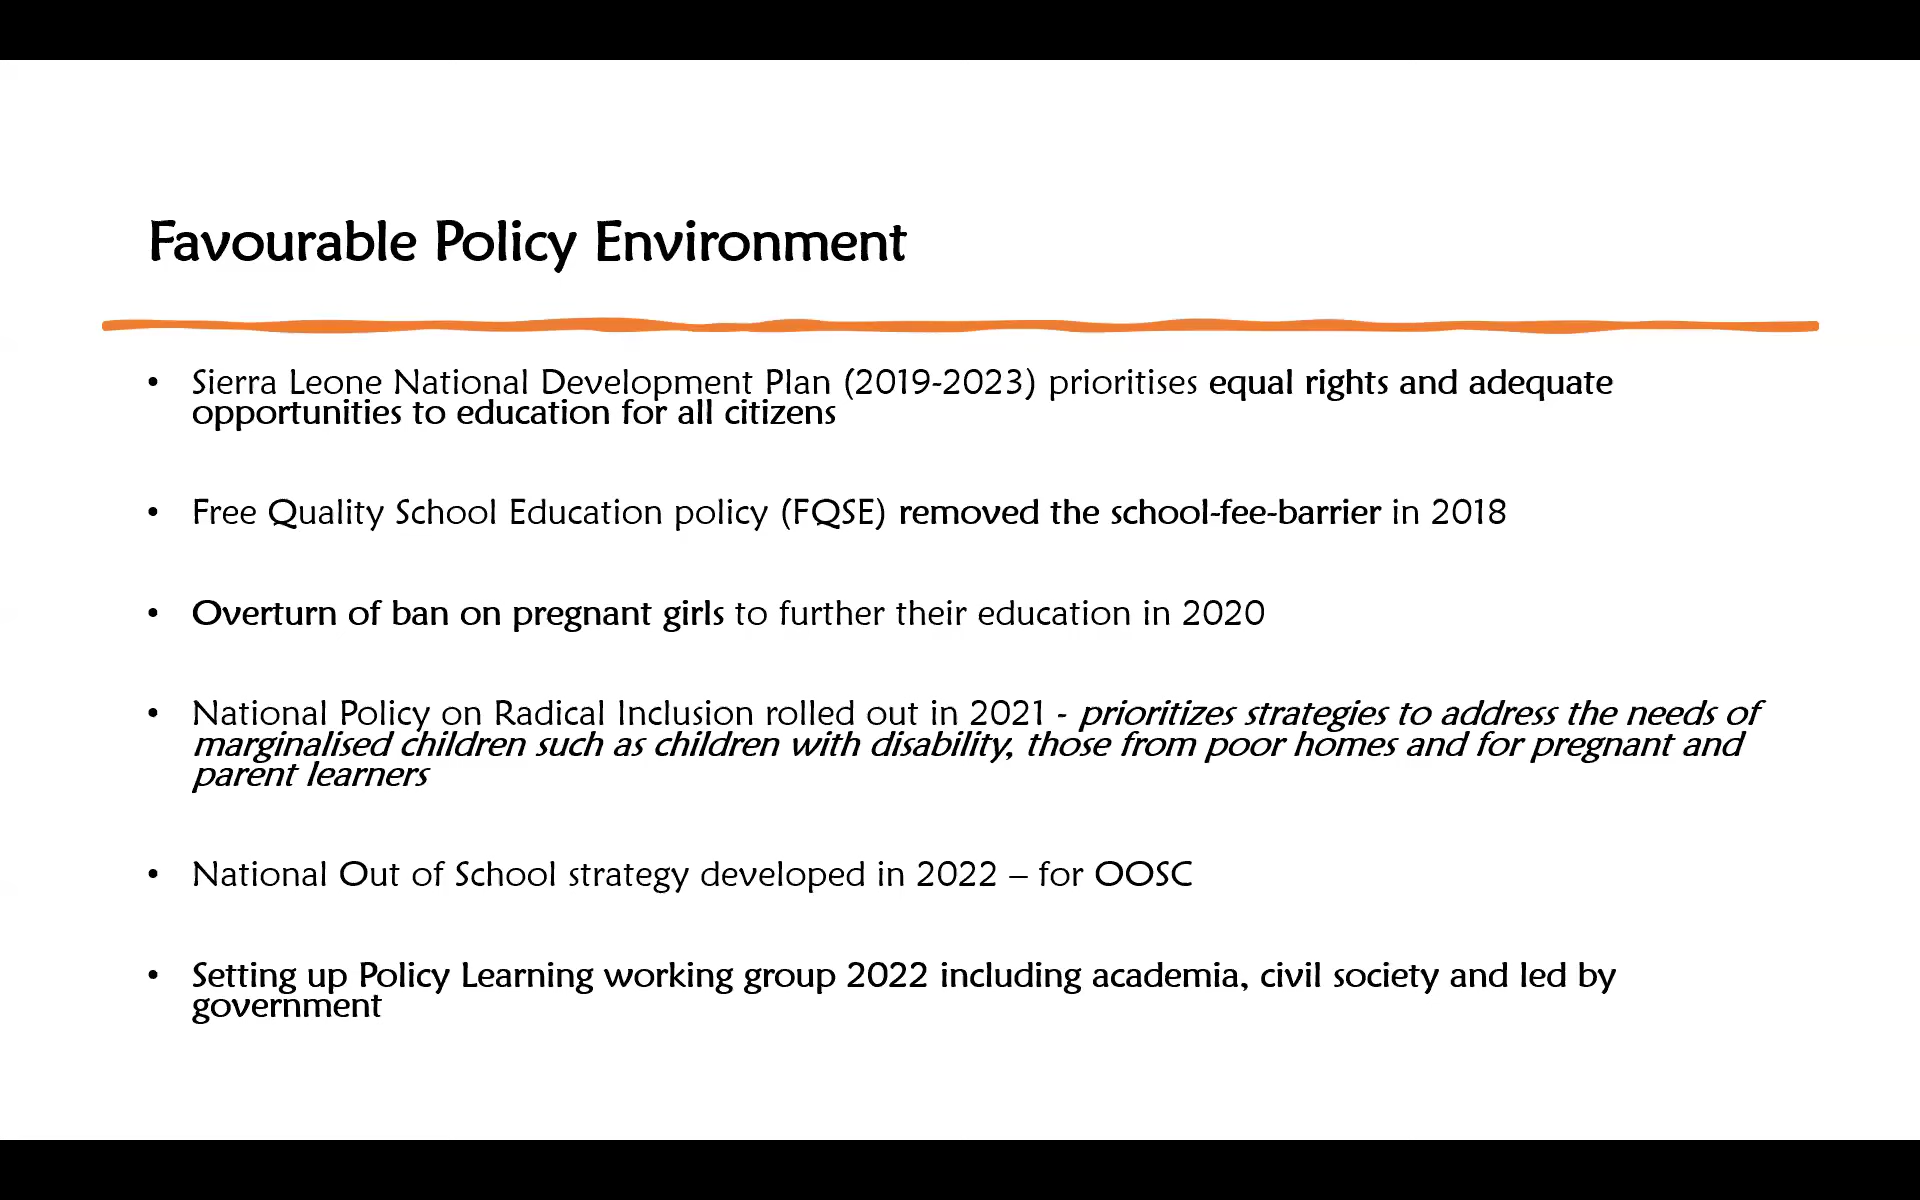 Favourable Policy Environment
• Sierra Leone National Development Plan (2019-2023) prioritises equal rights and adequate
opportunities to education for all citizens
• Free Quality School Education policy (FQSE) removed the school-fee-barrier in 2018
• Overturn of ban on pregnant girls to further their education in 2020
• National Policy on Radical Inclusion rolled out in 2021 - prioritizes strategies to address the needs of
marginalised children such as children with disability, those from poor homes and for pregnant and
parent learners
• National Out of School strategy developed in 2022 – for OOSC
• Setting up Policy Learning working group 2022 including academia, civil society and led by
government